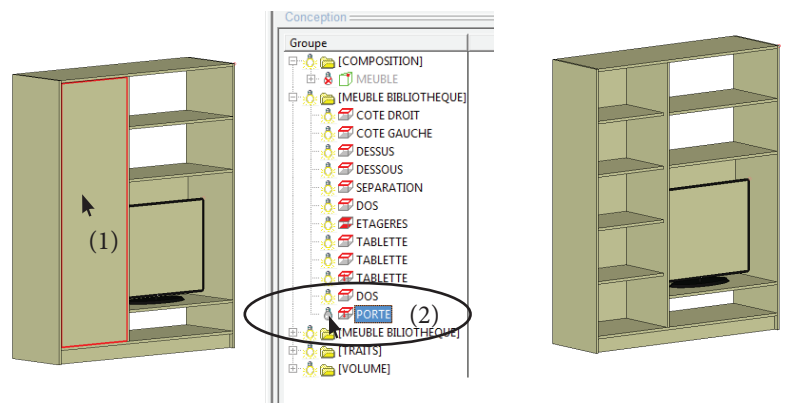 Conception
Groupe
[COMPOSITION]
MEUBLE
[MEUBLE BIBLIOTHEQUE]
COTE DROIT
COTE GAUCHE
DESSUS
DESSOUS
SEPARATION
DOS
ETAGERES
TABLETTE
TABLETTE
TABLETTE
DOS
PORTE (2)
[MEUBLE BILIOTHEQUE]
[TRAITS]
[VOLUME]
(1)